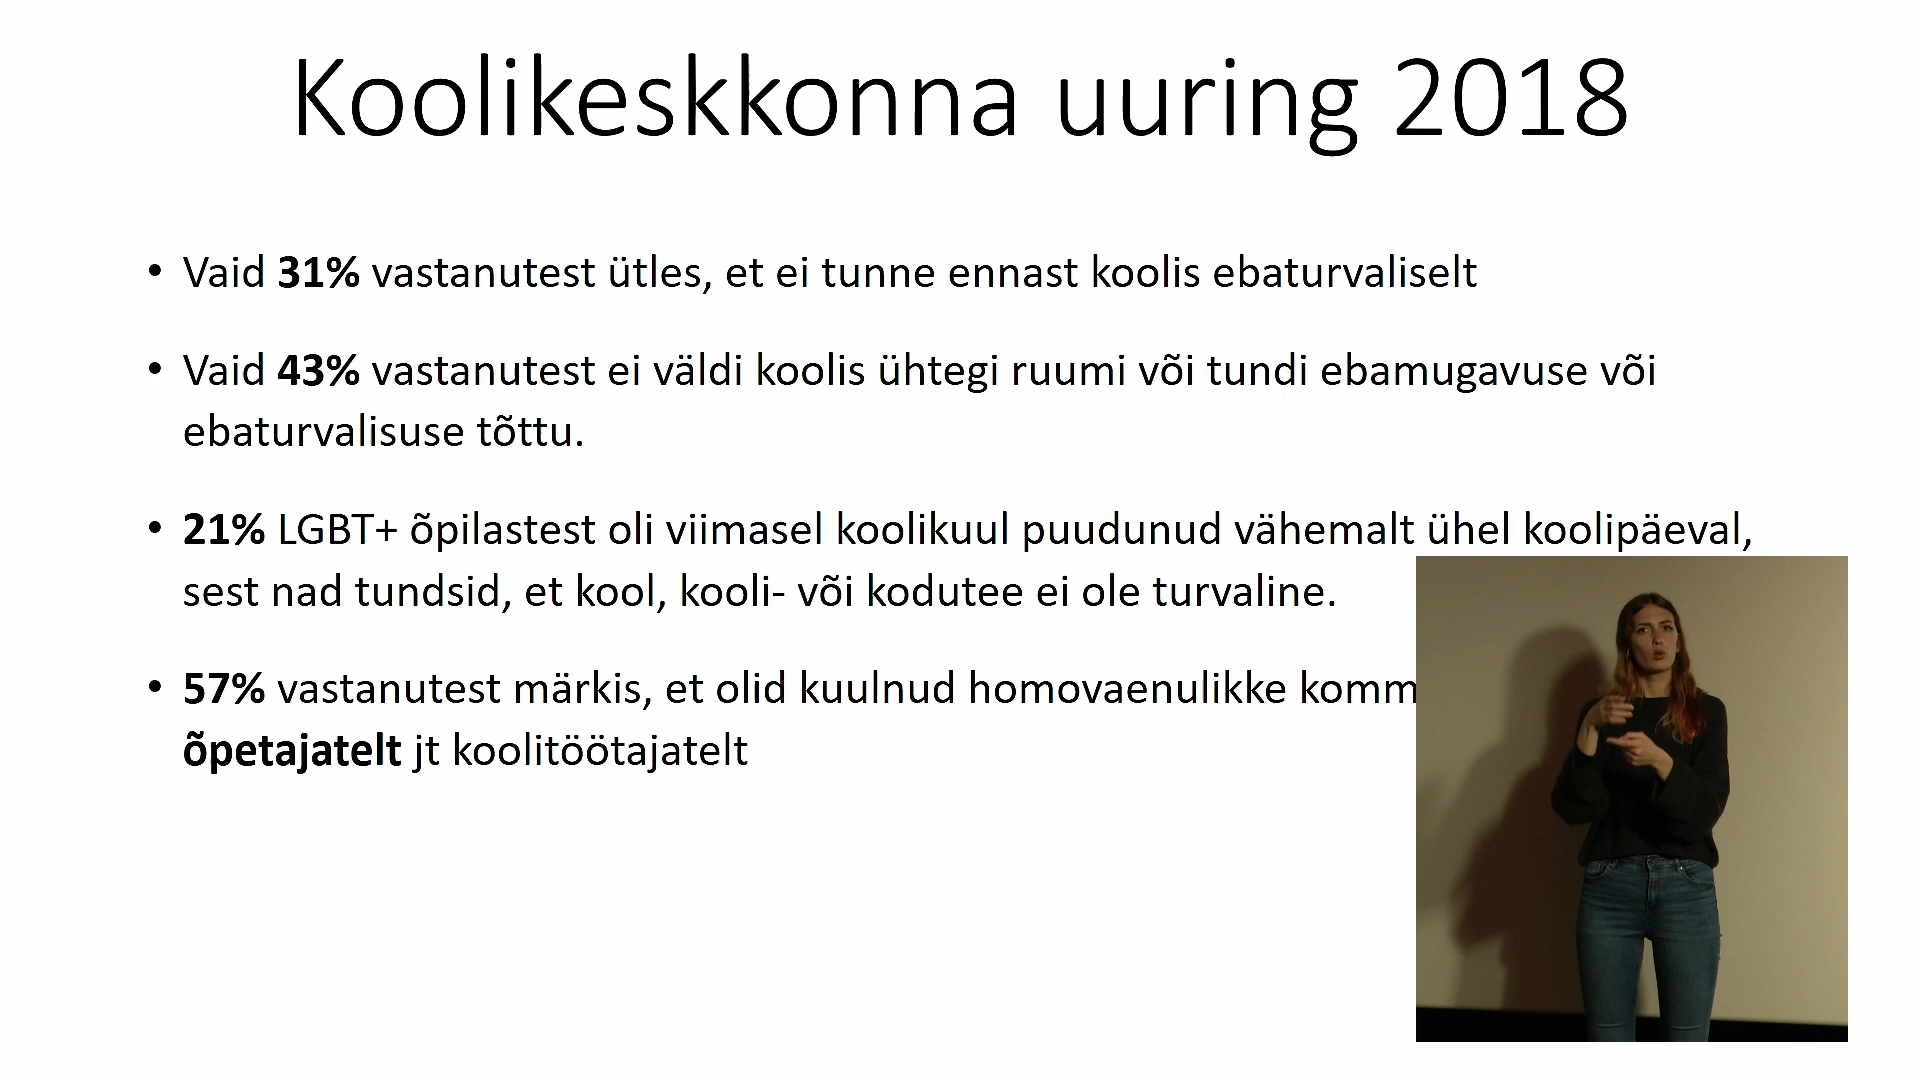 Koolikeskkonna uuring 2018
• Vaid 31% vastanutest ütles, et ei tunne ennast koolis ebaturvaliselt
• Vaid 43% vastanutest ei väldi koolis ühtegi ruumi või tundi ebamugavuse või
ebaturvalisuse tõttu.
• 21% LGBT+ õpilastest oli viimasel koolikuul puudunud vähemalt ühel koolipäeval,
sest nad tundsid, et kool, kooli- või kodutee ei ole turvaline.
• 57% vastanutest märkis, et olid kuulnud homovaenulikke
õpetajatelt jt koolitöötajatelt